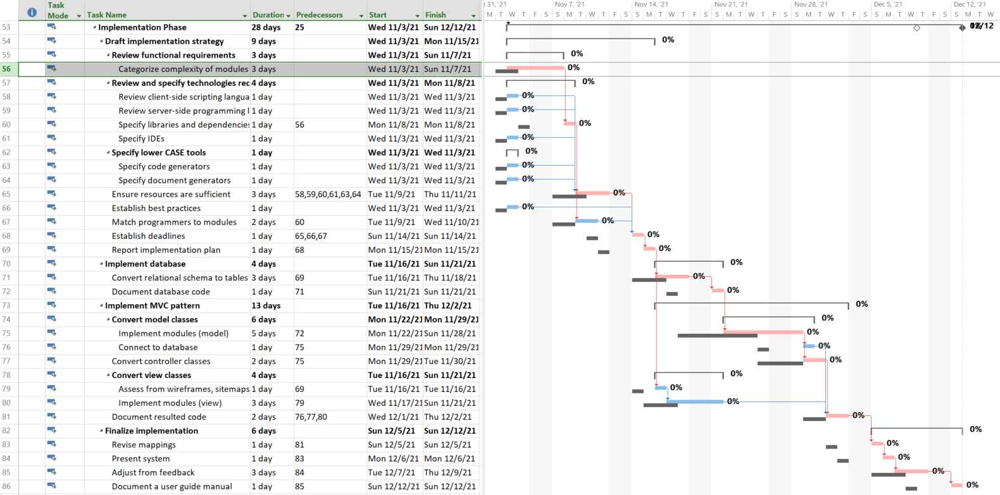 Task Mode Task Name Duration Predecessors Start Finish
t 31, '21 Nov 7, '21 Nov 14, '21 Nov 21, '21 Nov 28, '21 Dec 5, '21 Dec 12, '21
M T W T F S S M T W T F S S M T W T F S S M T W T F S S M T W T F S S M T W T F S S M T W
53 Implementation Phase 28 days 25 Wed 11/3/21 Sun 12/12/21 12/12
54 Draft implementation strategy 9 days Wed 11/3/21 Mon 11/15/21 0%
55 Review functional requirements 3 days Wed 11/3/21 Sun 11/7/21 0%
56 Categorize complexity of modules 3 days Wed 11/3/21 Sun 11/7/21 0%
57 Review and specify technologies rec 4 days Wed 11/3/21 Mon 11/8/21 0%
58 Review client-side scripting langua 1 day Wed 11/3/21 Wed 11/3/21 0%
59 Review server-side programming l 1 day Wed 11/3/21 Wed 11/3/21 0%
60 Specify libraries and dependencies 1 day 56 Mon 11/8/21 Mon 11/8/21 0%
61 Specify IDEs 1 day Wed 11/3/21 Wed 11/3/21 0%
62 Specify lower CASE tools 1 day Wed 11/3/21 Wed 11/3/21 0%
63 Specify code generators 1 day Wed 11/3/21 Wed 11/3/21 0%
64 Specify document generators 1 day Wed 11/3/21 Wed 11/3/21 0%
65 Ensure resources are sufficient 3 days 58,59,60,61,63,64 Tue 11/9/21 Thu 11/11/21 0%
66 Establish best practices 1 day Wed 11/3/21 Wed 11/3/21 0%
67 Match programmers to modules 2 days 60 Tue 11/9/21 Wed 11/10/21 0%
68 Establish deadlines 1 day 65,66,67 Sun 11/14/21 Sun 11/14/21 0%
69 Report implementation plan 1 day 68 Mon 11/15/21 Mon 11/15/21 0%
70 Implement database 4 days Tue 11/16/21 Sun 11/21/21 0%
71 Convert relational schema to tables 3 days 69 Tue 11/16/21 Thu 11/18/21 0%
72 Document database code 1 day 71 Sun 11/21/21 Sun 11/21/21 0%
73 Implement MVC pattern 13 days Tue 11/16/21 Thu 12/2/21 0%
74 Convert model classes 6 days Mon 11/22/21 Mon 11/29/21 0%
75 Implement modules (model) 5 days 72 Mon 11/22/21 Sun 11/28/21 0%
76 Connect to database 1 day 75 Mon 11/29/21 Mon 11/29/21 0%
77 Convert controller classes 2 days 75 Mon 11/29/21 Tue 11/30/21 0%
78 Convert view classes 4 days Tue 11/16/21 Sun 11/21/21 0%
79 Assess from wireframes, sitemaps 1 day 69 Tue 11/16/21 Tue 11/16/21 0%
80 Implement modules (view) 3 days 79 Wed 11/17/21 Sun 11/21/21 0%
81 Document resulted code 2 days 76,77,80 Wed 12/1/21 Thu 12/2/21 0%
82 Finalize implementation 6 days Sun 12/5/21 Sun 12/12/21 0%
83 Revise mappings 1 day 81 Sun 12/5/21 Sun 12/5/21 0%
84 Present system 1 day 83 Mon 12/6/21 Mon 12/6/21 0%
85 Adjust from feedback 3 days 84 Tue 12/7/21 Thu 12/9/21 0%
86 Document a user guide manual 1 day 85 Sun 12/12/21 Sun 12/12/21 0%